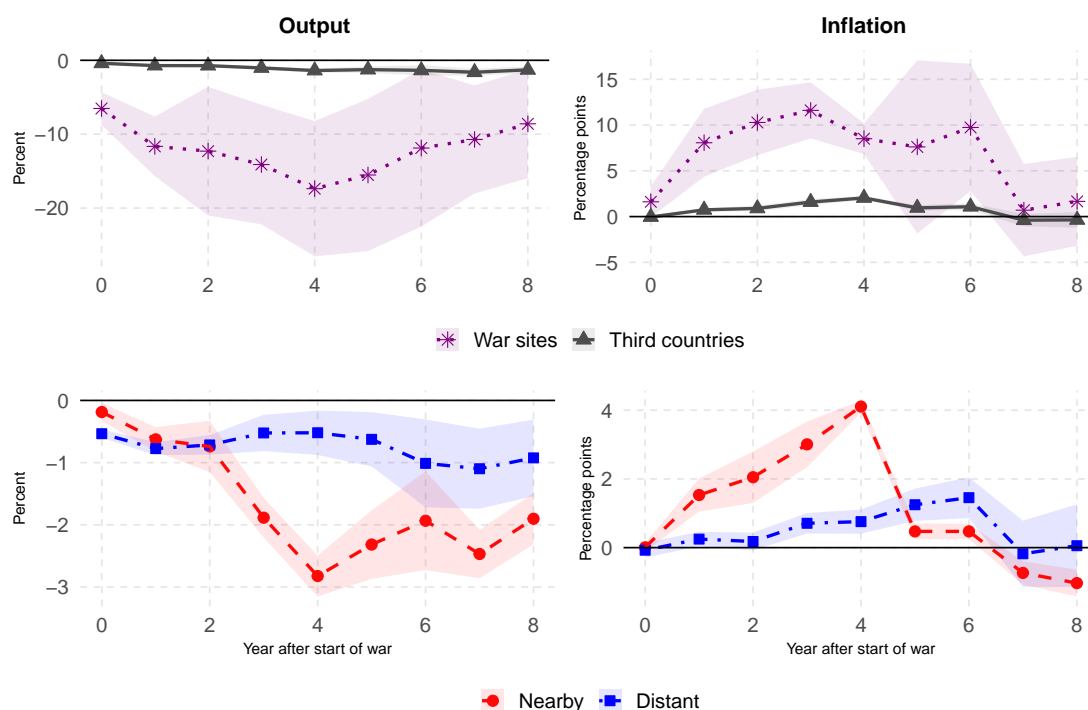 Output
Inflation
Percent
0
−10
−20
0 2 4 6 8
Percentage points
15
10
5
0
−5
0 2 4 6 8
War sites Third countries
Percent
0
−1
−2
−3
0 2 4 6 8
Year after start of war
Percentage points
4
2
0
0 2 4 6 8
Year after start of war
Nearby Distant